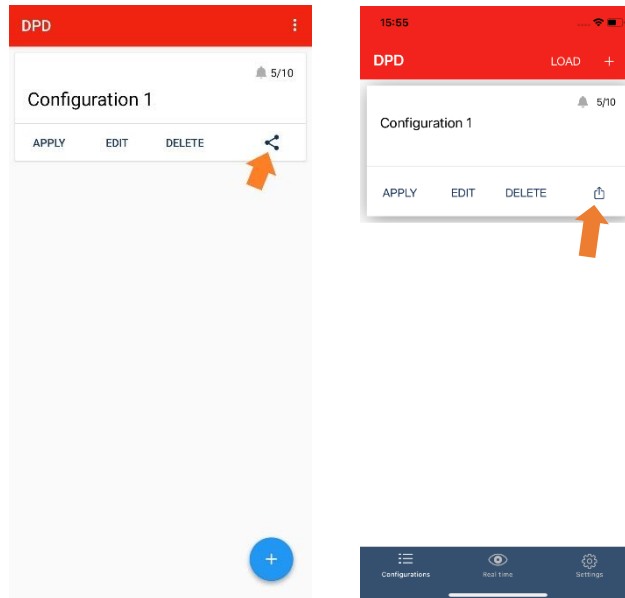 DPD
5/10
Configuration 1
APPLY EDIT DELETE
+
15:55
DPD LOAD +
5/10
Configuration 1
APPLY EDIT DELETE
Configurations Real time Settings